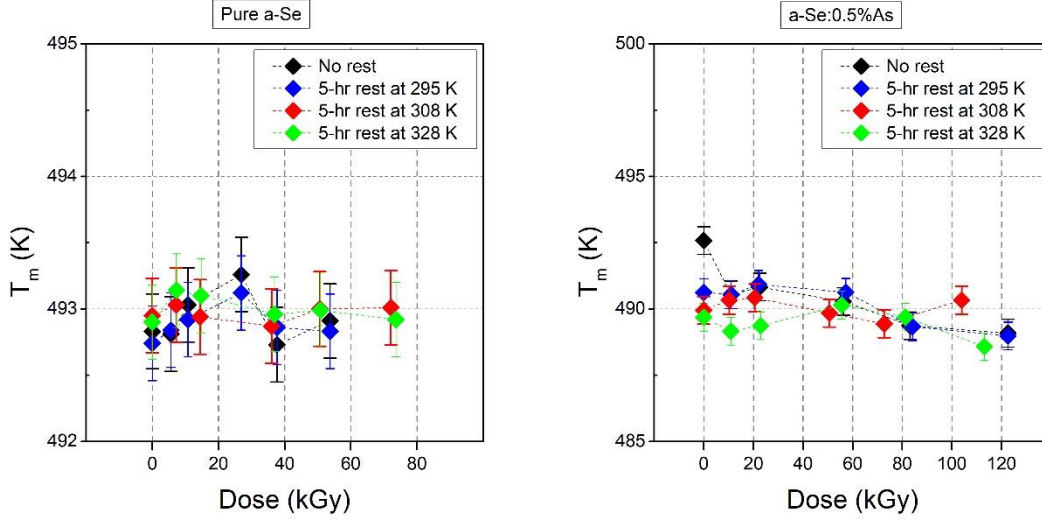 Pure a-Se
495
494
493
492
T_m (K)
0
20
40
60
80
Dose (kGy)
No rest
5-hr rest at 295 K
5-hr rest at 308 K
5-hr rest at 328 K
a-Se:0.5%As
500
495
490
485
T_m (K)
0
20
40
60
80
100
120
Dose (kGy)
No rest
5-hr rest at 295 K
5-hr rest at 308 K
5-hr rest at 328 K